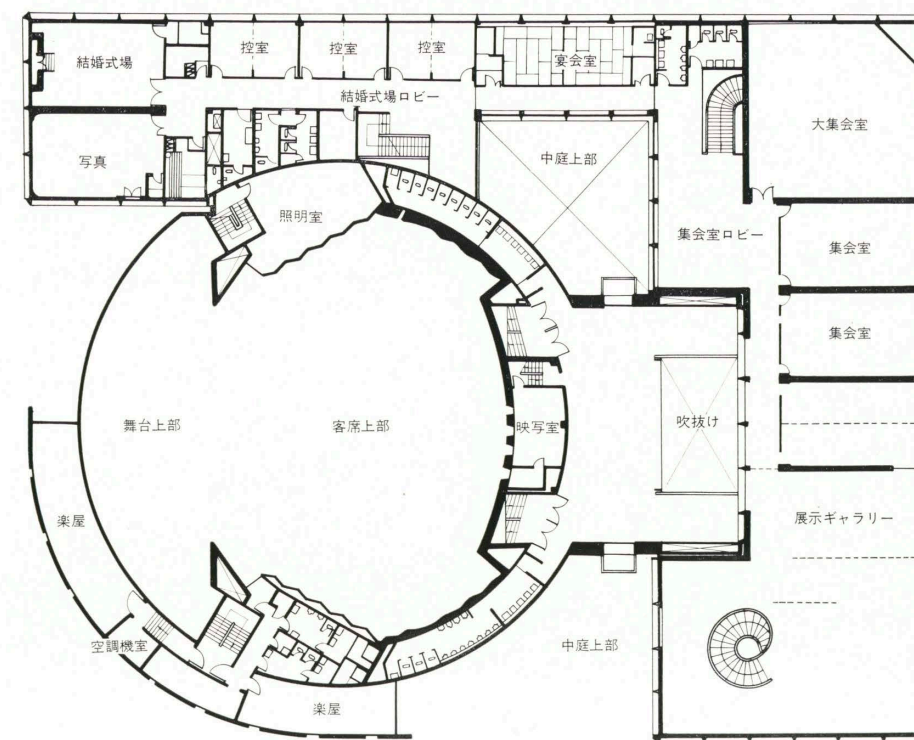 結婚式場
控室
控室
控室
宴会室
結婚式場ロビー
大集会室
写真
中庭上部
照明室
集会室ロビー
集会室
集会室
舞台上部
客席上部
映写室
吹抜け
楽屋
展示ギャラリー
空調機室
中庭上部
楽屋